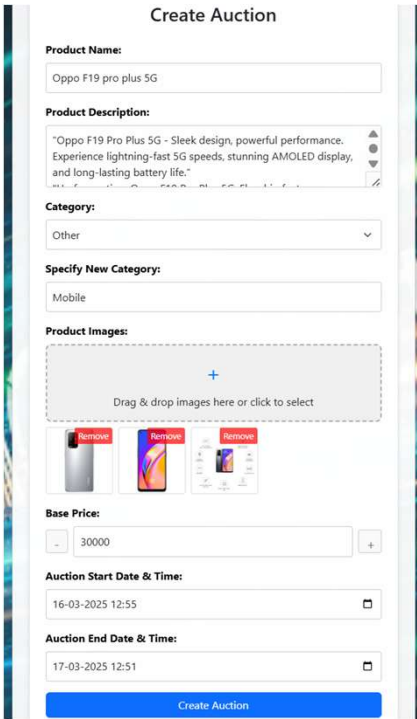 Create Auction
Product Name:
Oppo F19 pro plus 5G
Product Description:
"Oppo F19 Pro Plus 5G - Sleek design, powerful performance.
Experience lightning-fast 5G speeds, stunning AMOLED display,
and long-lasting battery life."
Category:
Other
Specify New Category:
Mobile
Product Images:
+
Drag & drop images here or click to select
Remove
Remove
Remove
Base Price:
- 30000 +
Auction Start Date & Time:
16-03-2025 12:55
Auction End Date & Time:
17-03-2025 12:51
Create Auction